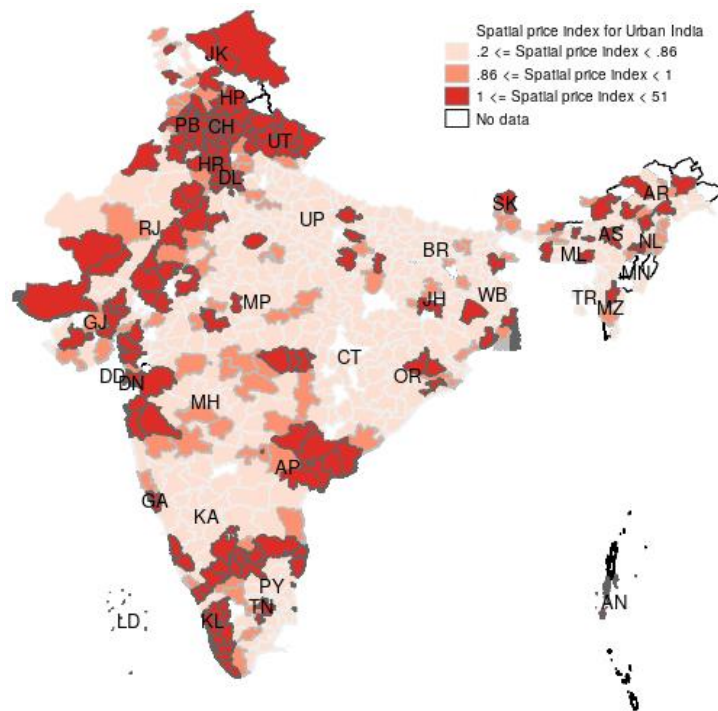 Spatial price index for Urban India
.2 <= Spatial price index < .86
.86 <= Spatial price index < 1
1 <= Spatial price index < 51
No data
JK
HP
PB CH
UT
HR
DL
SK
AR
UP
RJ
AS
NL
BR
ML
MN
MP
JH
WB
TR
MZ
GJ
CT
DD
DN
OR
MH
AP
GA
KA
PY
AN
TN
LD
KL